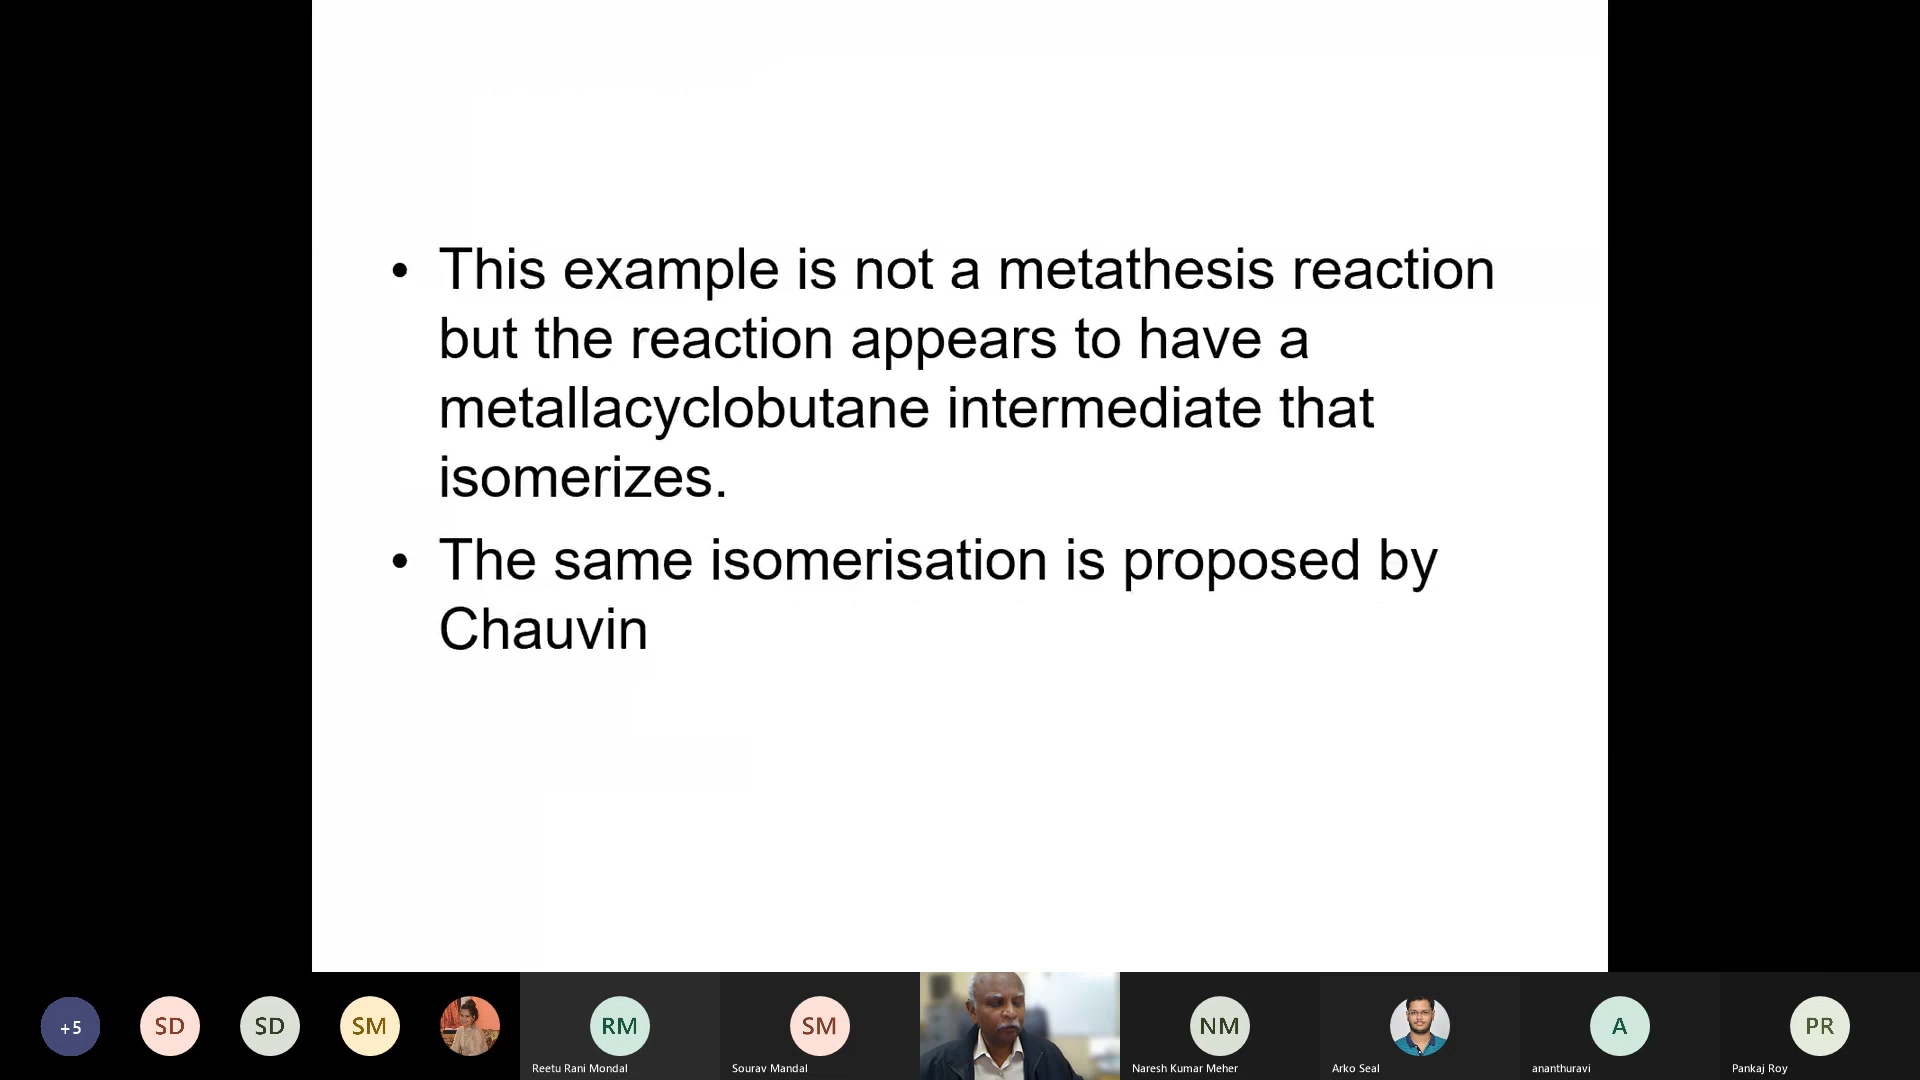 • This example is not a metathesis reaction
but the reaction appears to have a
metallacyclobutane intermediate that
isomerizes.
• The same isomerisation is proposed by
Chauvin
+5
SD
SD
SM
RM
SM
NM
A
PR
Reetu Rani Mondal
Sourav Mandal
Naresh Kumar Meher
Arko Seal
ananthuravi
Pankaj Roy